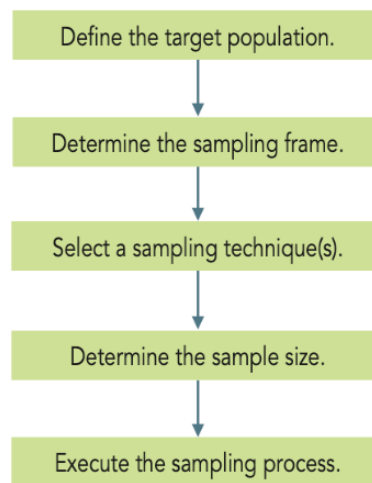 Define the target population.
Determine the sampling frame.
Select a sampling technique(s).
Determine the sample size.
Execute the sampling process.